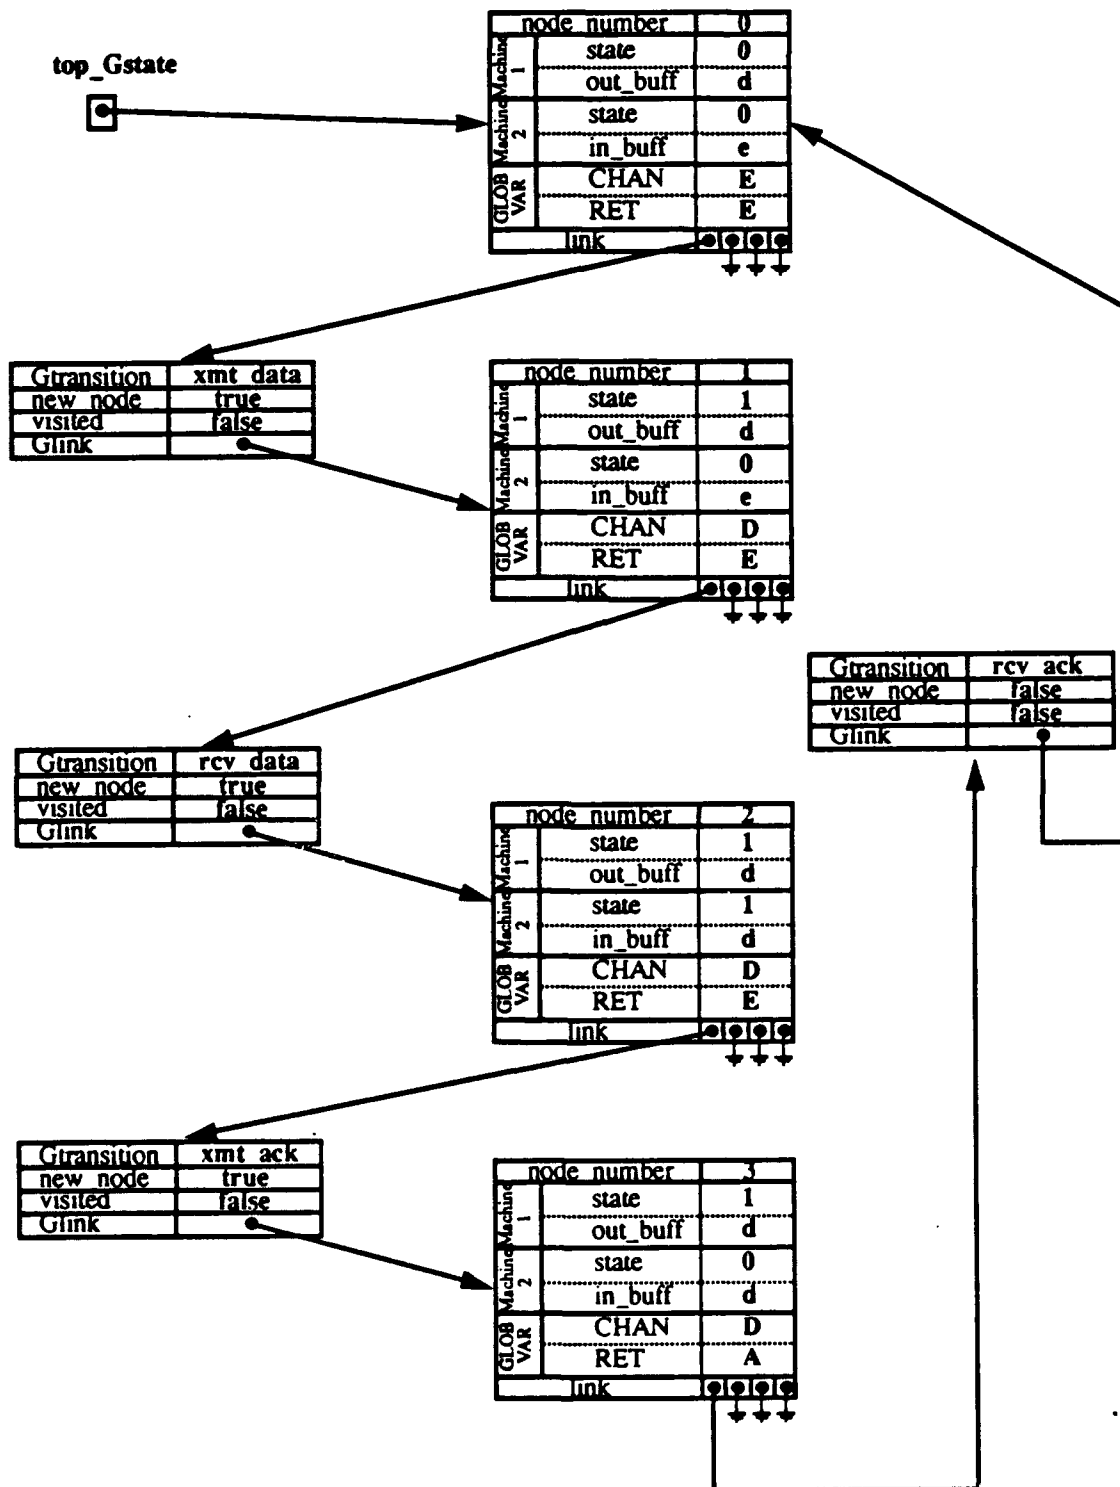 top_Gstate
node_number 0
Machine 1 state 0
out_buff d
Machine 2 state 0
in_buff e
GLOB VAR CHAN E
RET E
link
Gtransition xmt_data
new_node true
visited false
Glink
node_number 1
Machine 1 state 1
out_buff d
Machine 2 state 0
in_buff e
GLOB VAR CHAN D
RET E
link
Gtransition rcv_ack
new_node false
visited false
Glink
Gtransition rcv_data
new_node true
visited false
Glink
node_number 2
Machine 1 state 1
out_buff d
Machine 2 state 1
in_buff d
GLOB VAR CHAN D
RET E
link
Gtransition xmt_ack
new_node true
visited false
Glink
node_number 3
Machine 1 state 1
out_buff d
Machine 2 state 0
in_buff d
GLOB VAR CHAN D
RET A
link